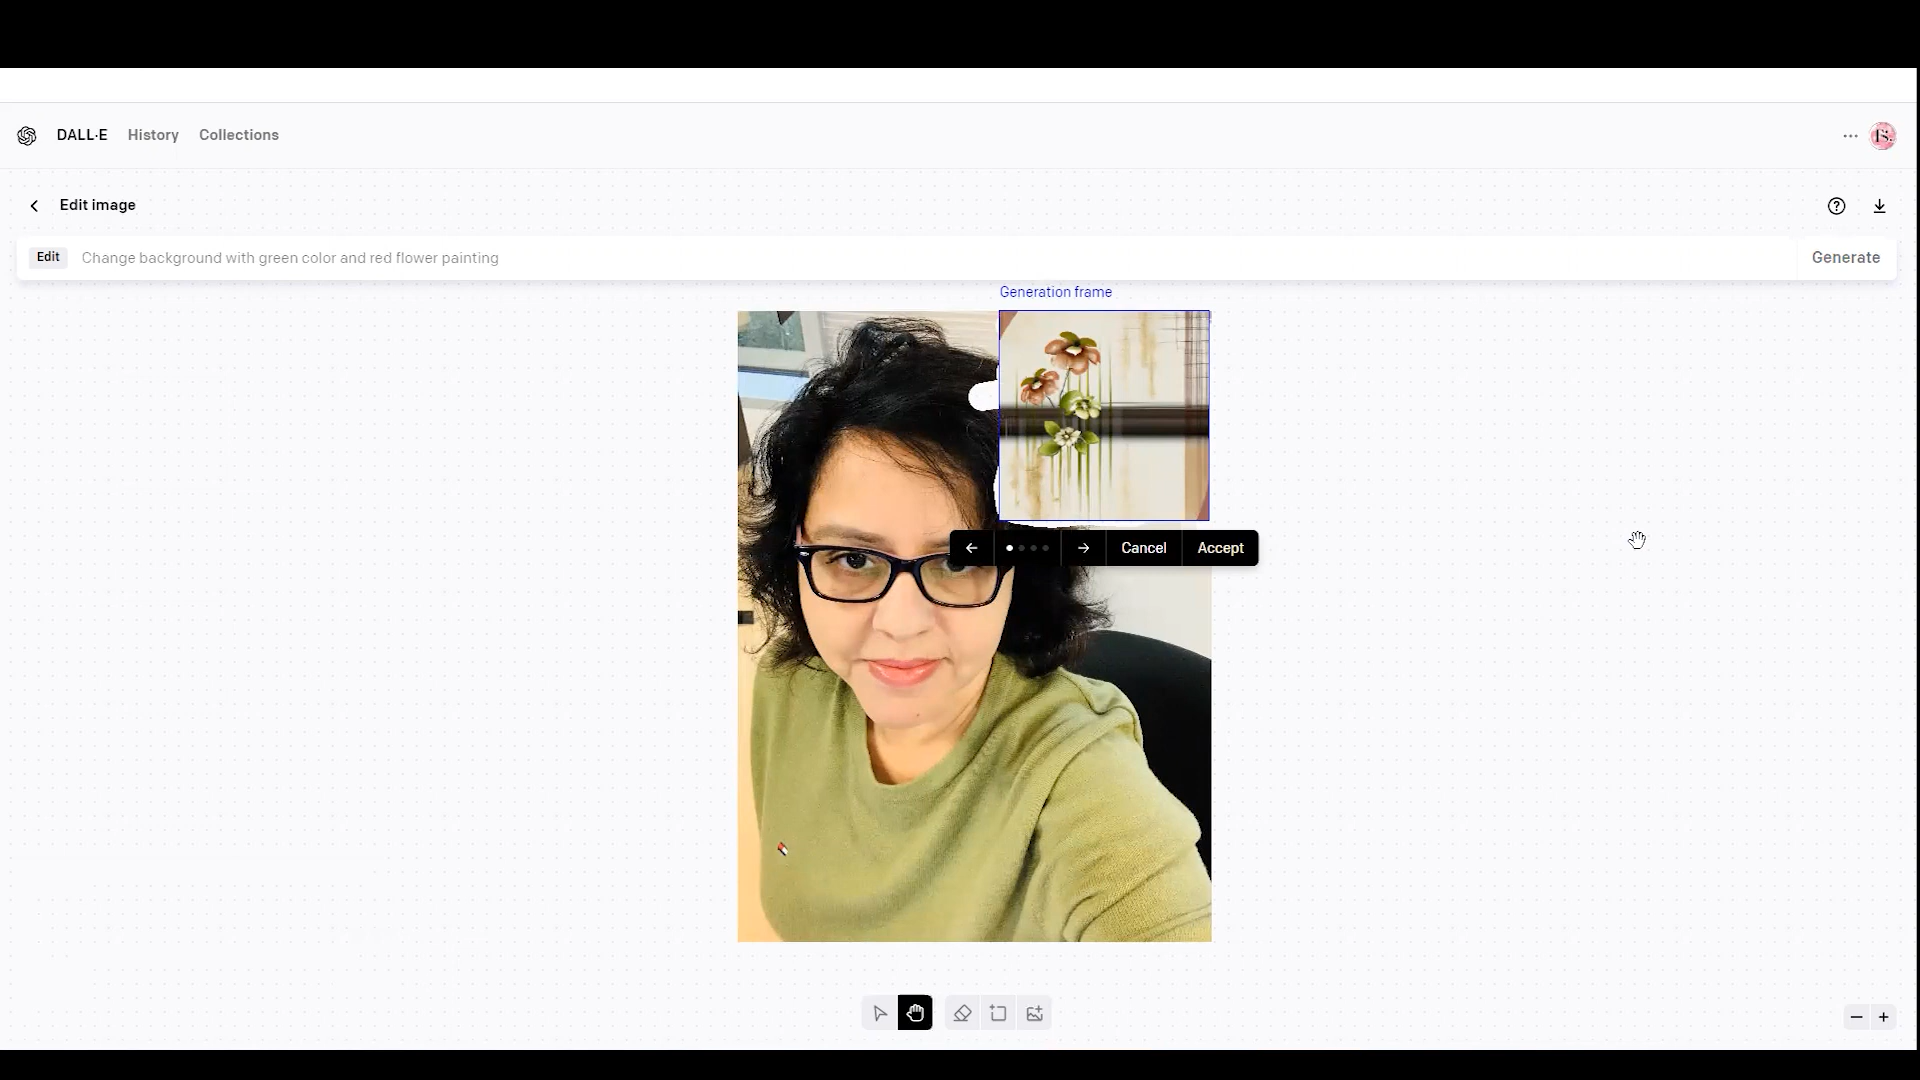 DALL·E History Collections
Edit image
Edit Change background with green color and red flower painting Generate
Generation frame
Cancel Accept